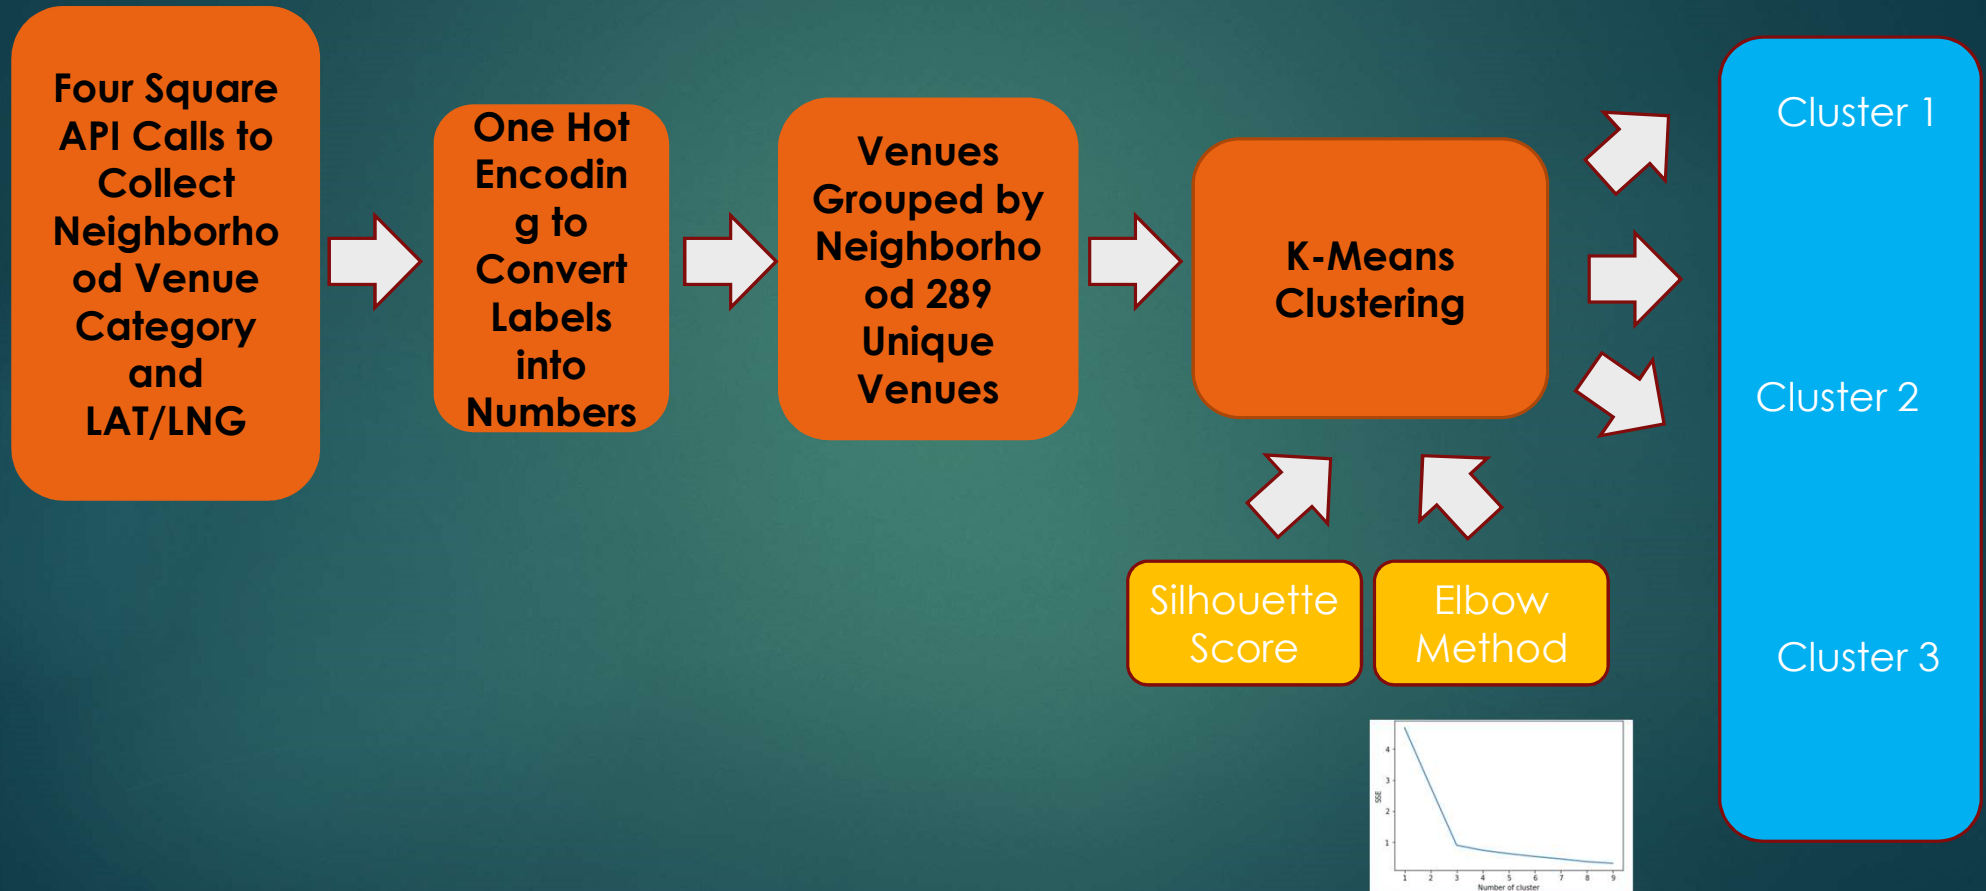 Four Square
API Calls to
Collect
Neighborho
od Venue
Category
and
LAT/LNG
One Hot
Encodin
g to
Convert
Labels
into
Numbers
Venues
Grouped by
Neighborho
od 289
Unique
Venues
K-Means
Clustering
Cluster 1
Cluster 2
Cluster 3
Silhouette
Score
Elbow
Method
4
3
2
1
SSE
1 2 3 4 5 6 7 8 9
Number of cluster